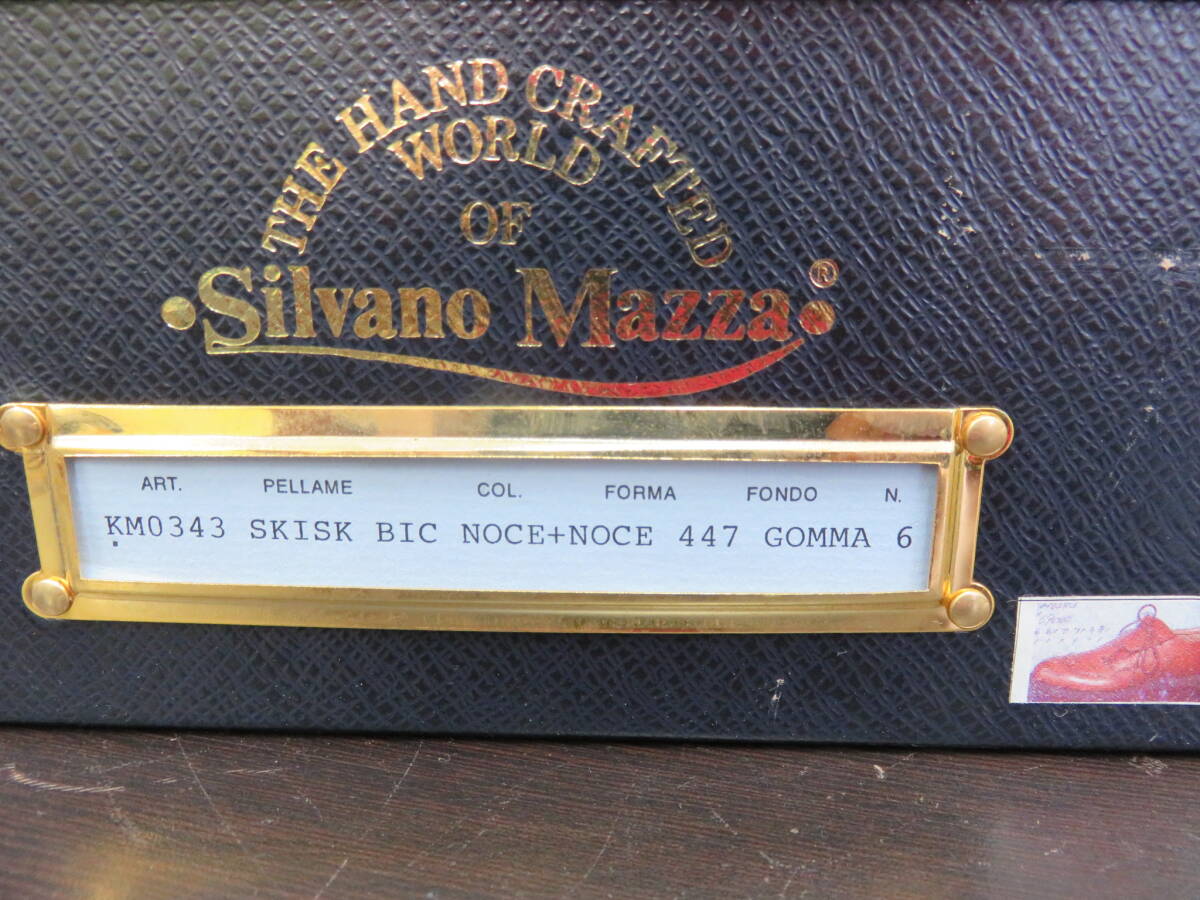 THE HAND CRAFTED
WORLD
OF
•Silvano Mazza•®
ART. PELLAME COL. FORMA FONDO N.
KM0343 SKISK BIC NOCE+NOCE 447 GOMMA 6